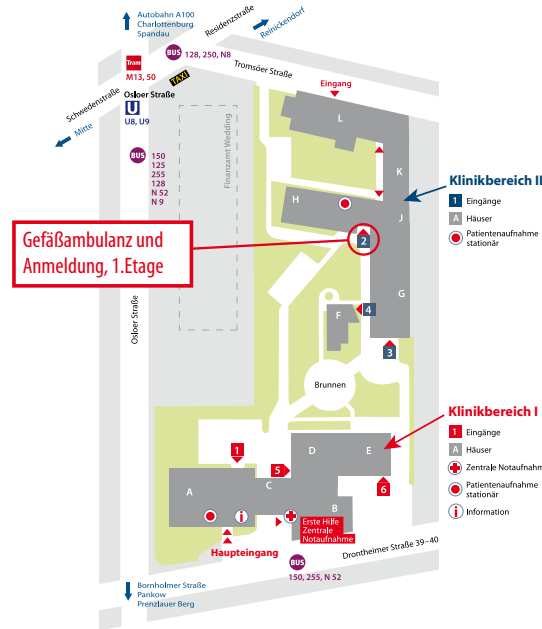 Autobahn A100
Charlottenburg
Spandau
Residenzstraße
Reinickendorf
BUS 128, 250, N8
Tram
M13, 50
TAXI
Tromsöer Straße
Schwedenstraße
Osloer Straße
U
U8, U9
Mitte
BUS 150
125
255
128
N 52
N 9
Finanzamt Wedding
Eingang
L
K
H
J
Klinikbereich II
1 Eingänge
A Häuser
Patientenaufnahme
stationär
2
Gefäßambulanz und
Anmeldung, 1.Etage
G
4
F
3
Osloer Straße
Brunnen
Klinikbereich I
1 Eingänge
A Häuser
Zentrale Notaufnahm
Patientenaufnahme
stationär
i Information
1
D
E
5
C
6
A
B
i
Erste Hilfe
Zentrale
Notaufnahme
Haupteingang
Drontheimer Straße 39–40
BUS
150, 255, N 52
Bornholmer Straße
Pankow
Prenzlauer Berg